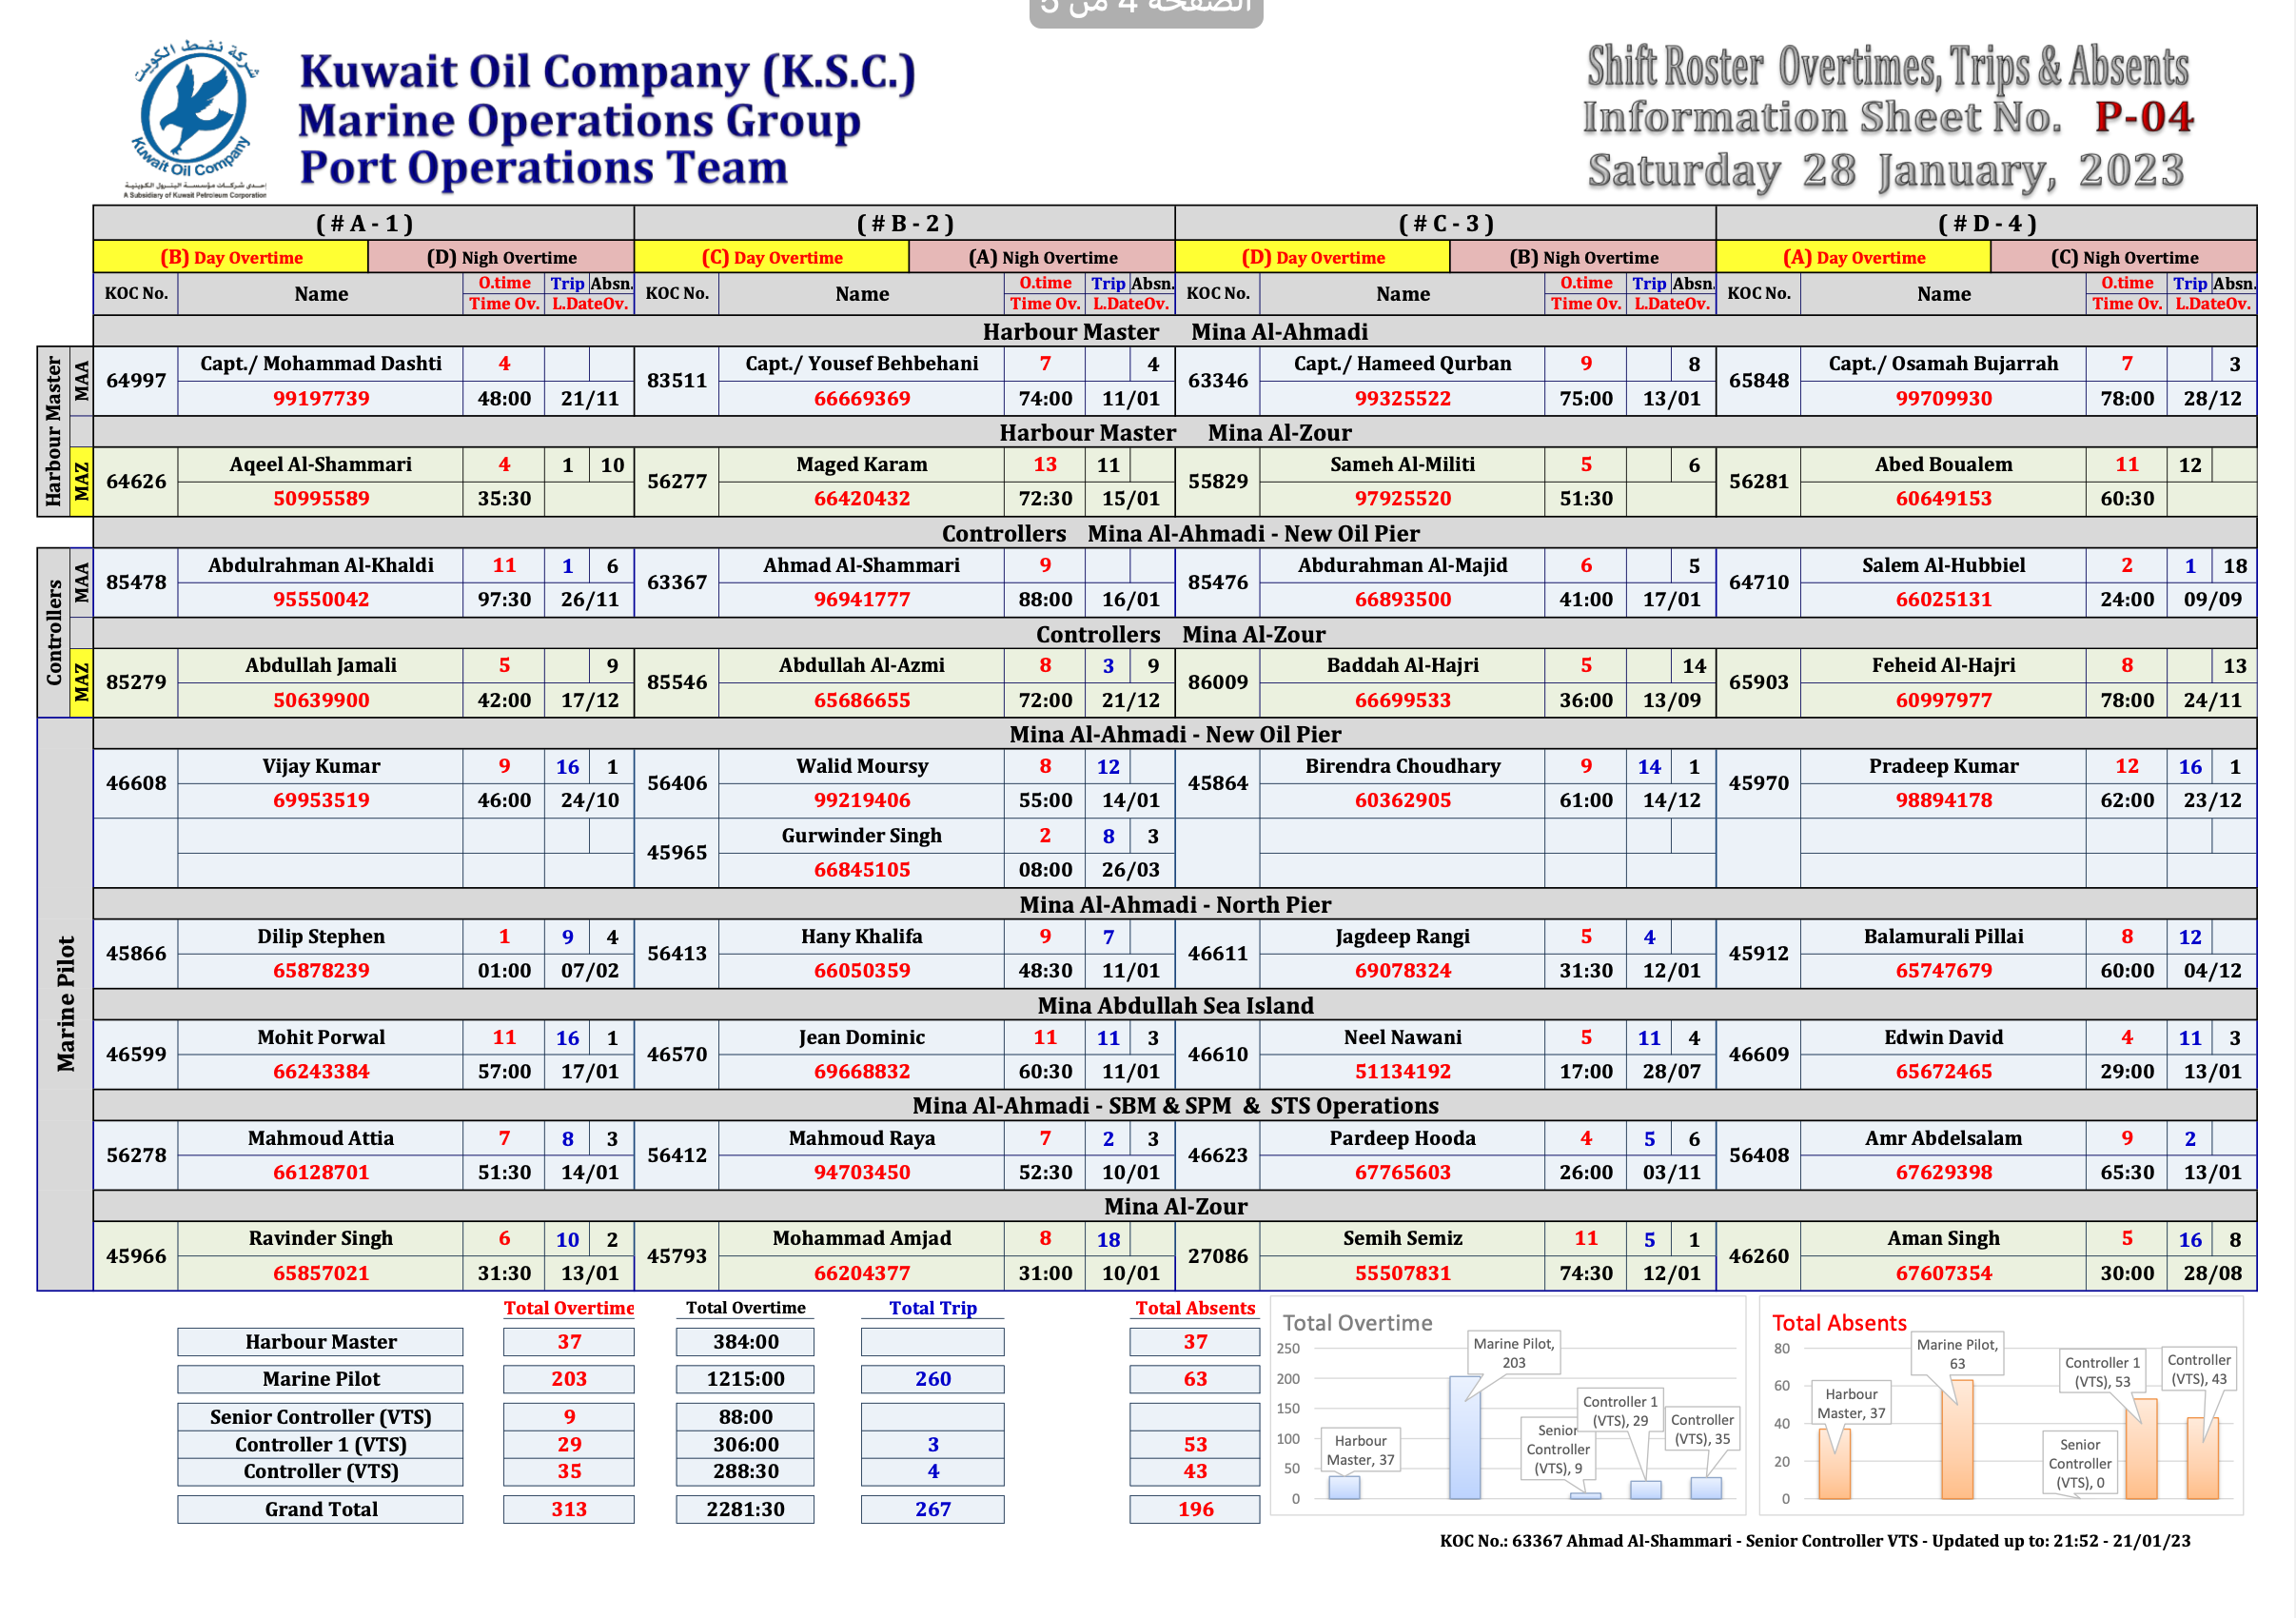 الصفحة 4 من 5
شركة نفط الكويت
Kuwait Oil Company
إحدى شركات مؤسسة البترول الكويتية
A Subsidiary of Kuwait Petroleum Corporation
Kuwait Oil Company (K.S.C.)
Marine Operations Group
Port Operations Team
Shift Roster Overtimes, Trips & Absents
Information Sheet No. P-04
Saturday 28 January, 2023
( # A - 1 ) ( # B - 2 ) ( # C - 3 ) ( # D - 4 )
(B) Day Overtime (D) Nigh Overtime (C) Day Overtime (A) Nigh Overtime (D) Day Overtime (B) Nigh Overtime (A) Day Overtime (C) Nigh Overtime
KOC No. Name O.time Trip Absn. KOC No. Name O.time Trip Absn. KOC No. Name O.time Trip Absn. KOC No. Name O.time Trip Absn.
Time Ov. L.DateOv. Time Ov. L.DateOv. Time Ov. L.DateOv. Time Ov. L.DateOv.
Harbour Master Mina Al-Ahmadi
Harbour Master
MAA
64997 Capt./ Mohammad Dashti 4 83511 Capt./ Yousef Behbehani 7 4 63346 Capt./ Hameed Qurban 9 8 65848 Capt./ Osamah Bujarrah 7 3
99197739 48:00 21/11 66669369 74:00 11/01 99325522 75:00 13/01 99709930 78:00 28/12
Harbour Master Mina Al-Zour
MAZ
64626 Aqeel Al-Shammari 4 1 10 56277 Maged Karam 13 11 55829 Sameh Al-Militi 5 6 56281 Abed Boualem 11 12
50995589 35:30 66420432 72:30 15/01 97925520 51:30 60649153 60:30
Controllers Mina Al-Ahmadi - New Oil Pier
Controllers
MAA
85478 Abdulrahman Al-Khaldi 11 1 6 63367 Ahmad Al-Shammari 9 85476 Abdurahman Al-Majid 6 5 64710 Salem Al-Hubbiel 2 1 18
95550042 97:30 26/11 96941777 88:00 16/01 66893500 41:00 17/01 66025131 24:00 09/09
Controllers Mina Al-Zour
MAZ
85279 Abdullah Jamali 5 9 85546 Abdullah Al-Azmi 8 3 9 86009 Baddah Al-Hajri 5 14 65903 Feheid Al-Hajri 8 13
50639900 42:00 17/12 65686655 72:00 21/12 66699533 36:00 13/09 60997977 78:00 24/11
Marine Pilot
Mina Al-Ahmadi - New Oil Pier
46608 Vijay Kumar 9 16 1 56406 Walid Moursy 8 12 45864 Birendra Choudhary 9 14 1 45970 Pradeep Kumar 12 16 1
69953519 46:00 24/10 99219406 55:00 14/01 60362905 61:00 14/12 98894178 62:00 23/12
45965 Gurwinder Singh 2 8 3
66845105 08:00 26/03
Mina Al-Ahmadi - North Pier
45866 Dilip Stephen 1 9 4 56413 Hany Khalifa 9 7 46611 Jagdeep Rangi 5 4 45912 Balamurali Pillai 8 12
65878239 01:00 07/02 66050359 48:30 11/01 69078324 31:30 12/01 65747679 60:00 04/12
Mina Abdullah Sea Island
46599 Mohit Porwal 11 16 1 46570 Jean Dominic 11 11 3 46610 Neel Nawani 5 11 4 46609 Edwin David 4 11 3
66243384 57:00 17/01 69668832 60:30 11/01 51134192 17:00 28/07 65672465 29:00 13/01
Mina Al-Ahmadi - SBM & SPM & STS Operations
56278 Mahmoud Attia 7 8 3 56412 Mahmoud Raya 7 2 3 46623 Pardeep Hooda 4 5 6 56408 Amr Abdelsalam 9 2
66128701 51:30 14/01 94703450 52:30 10/01 67765603 26:00 03/11 67629398 65:30 13/01
Mina Al-Zour
45966 Ravinder Singh 6 10 2 45793 Mohammad Amjad 8 18 27086 Semih Semiz 11 5 1 46260 Aman Singh 5 16 8
65857021 31:30 13/01 66204377 31:00 10/01 55507831 74:30 12/01 67607354 30:00 28/08
Total Overtime Total Overtime Total Trip Total Absents
Harbour Master 37 384:00 37
Marine Pilot 203 1215:00 260 63
Senior Controller (VTS) 9 88:00
Controller 1 (VTS) 29 306:00 3 53
Controller (VTS) 35 288:30 4 43
Grand Total 313 2281:30 267 196
Total Overtime
250
200
150
100
50
0
Harbour Master, 37
Marine Pilot, 203
Senior Controller (VTS), 9
Controller 1 (VTS), 29
Controller (VTS), 35
Total Absents
80
60
40
20
0
Harbour Master, 37
Marine Pilot, 63
Senior Controller (VTS), 0
Controller 1 (VTS), 53
Controller (VTS), 43
KOC No.: 63367 Ahmad Al-Shammari - Senior Controller VTS - Updated up to: 21:52 - 21/01/23